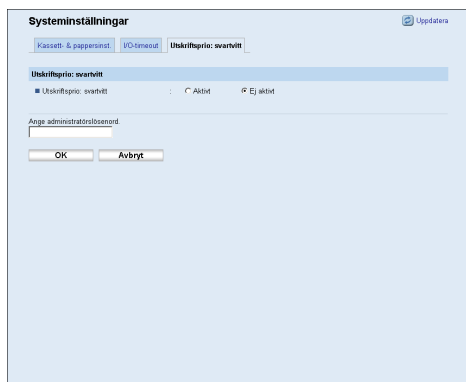 Systeminställningar
Uppdatera
Kassett- & pappersinst. I/O-timeout Utskriftsprio: svartvitt
Utskriftsprio: svartvitt
Utskriftsprio: svartvitt : Aktivt Ej aktivt
Ange administratörslösenord.
OK Avbryt